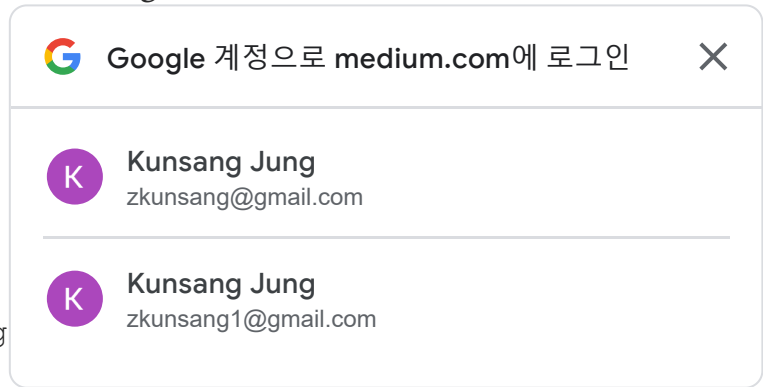 Google 계정으로 medium.com에 로그인
K
Kunsang Jung
zkunsang@gmail.com
K
Kunsang Jung
zkunsang1@gmail.com
g